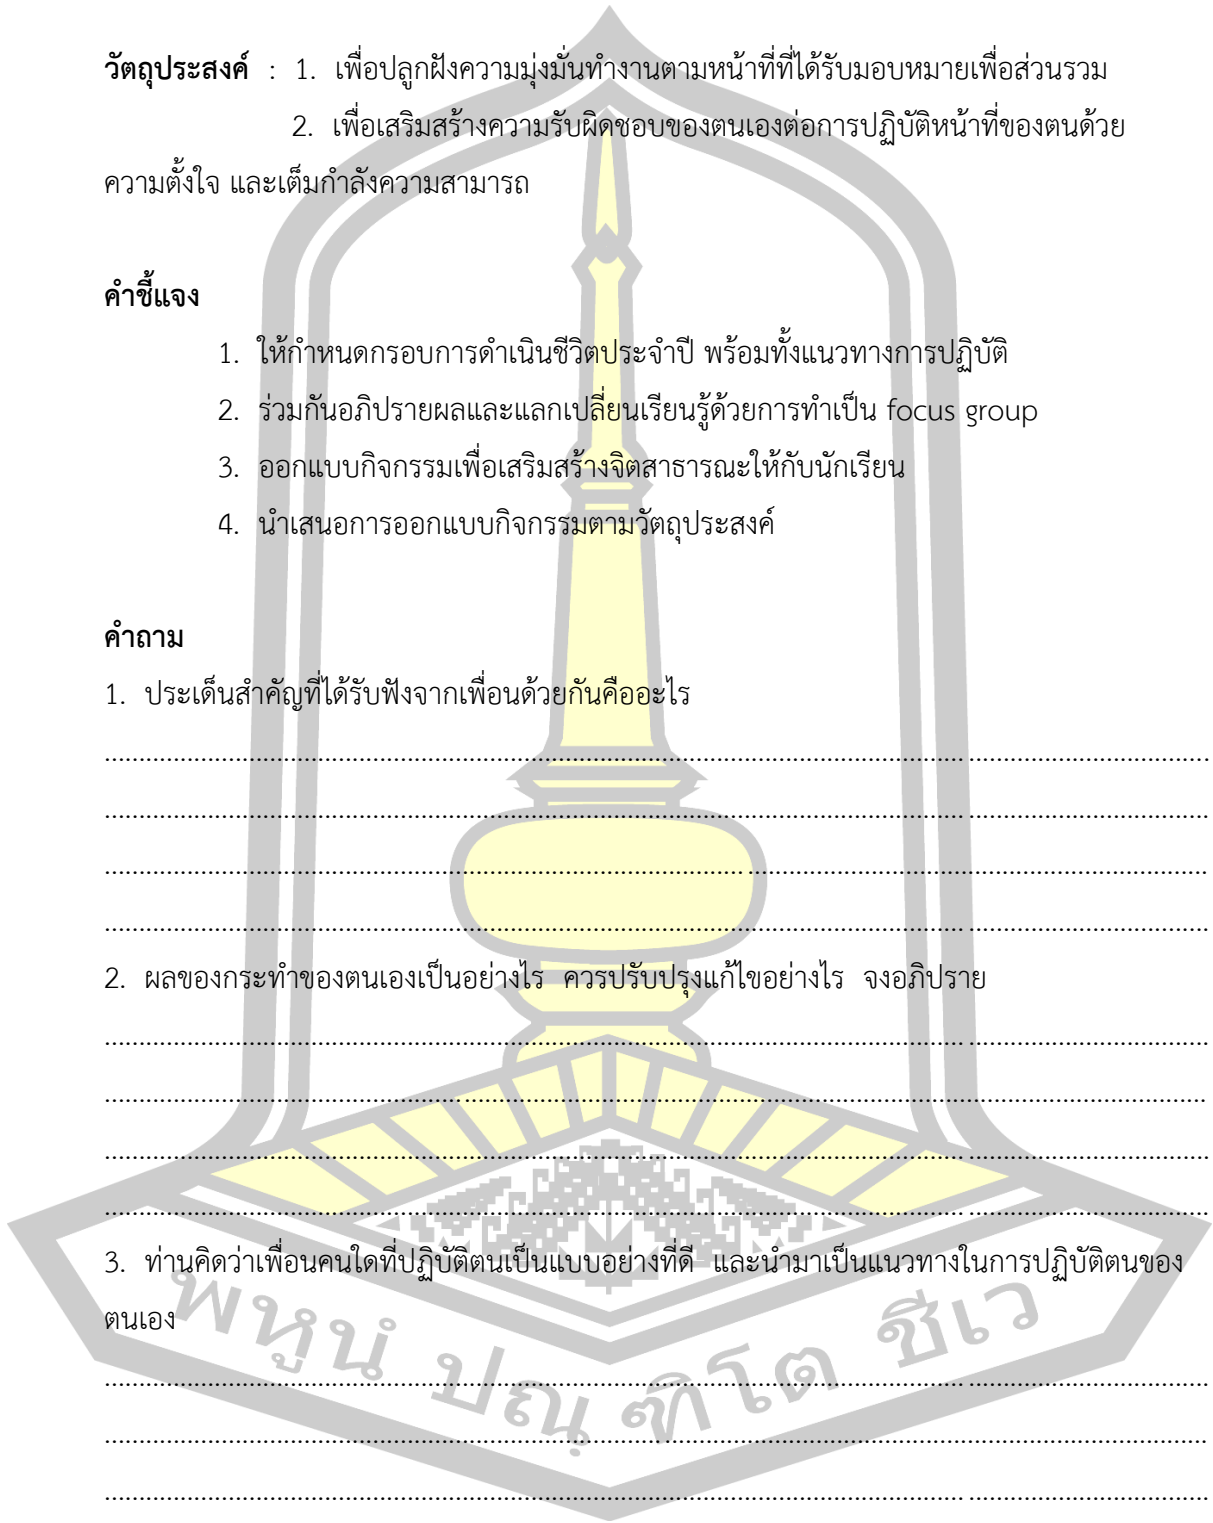 วัตถุประสงค์ : 1. เพื่อปลูกฝังความมุ่งมั่นทำงานตามหน้าที่ที่ได้รับมอบหมายเพื่อส่วนรวม
2. เพื่อเสริมสร้างความรับผิดชอบของตนเองต่อการปฏิบัติหน้าที่ของตนด้วย
ความตั้งใจ และเต็มกำลังความสามารถ
คำชี้แจง
1. ให้กำหนดกรอบการดำเนินชีวิตประจำปี พร้อมทั้งแนวทางการปฏิบัติ
2. ร่วมกันอภิปรายผลและแลกเปลี่ยนเรียนรู้ด้วยการทำเป็น focus group
3. ออกแบบกิจกรรมเพื่อเสริมสร้างจิตสาธารณะให้กับนักเรียน
4. นำเสนอการออกแบบกิจกรรมตามวัตถุประสงค์
คำถาม
1. ประเด็นสำคัญที่ได้รับฟังจากเพื่อนด้วยกันคืออะไร
2. ผลของกระทำของตนเองเป็นอย่างไร ควรปรับปรุงแก้ไขอย่างไร จงอภิปราย
3. ท่านคิดว่าเพื่อนคนใดที่ปฏิบัติตนเป็นแบบอย่างที่ดี และนำมาเป็นแนวทางในการปฏิบัติตนของ
ตนเอง
พหูนํ ปณฺฑิโต ชีเว